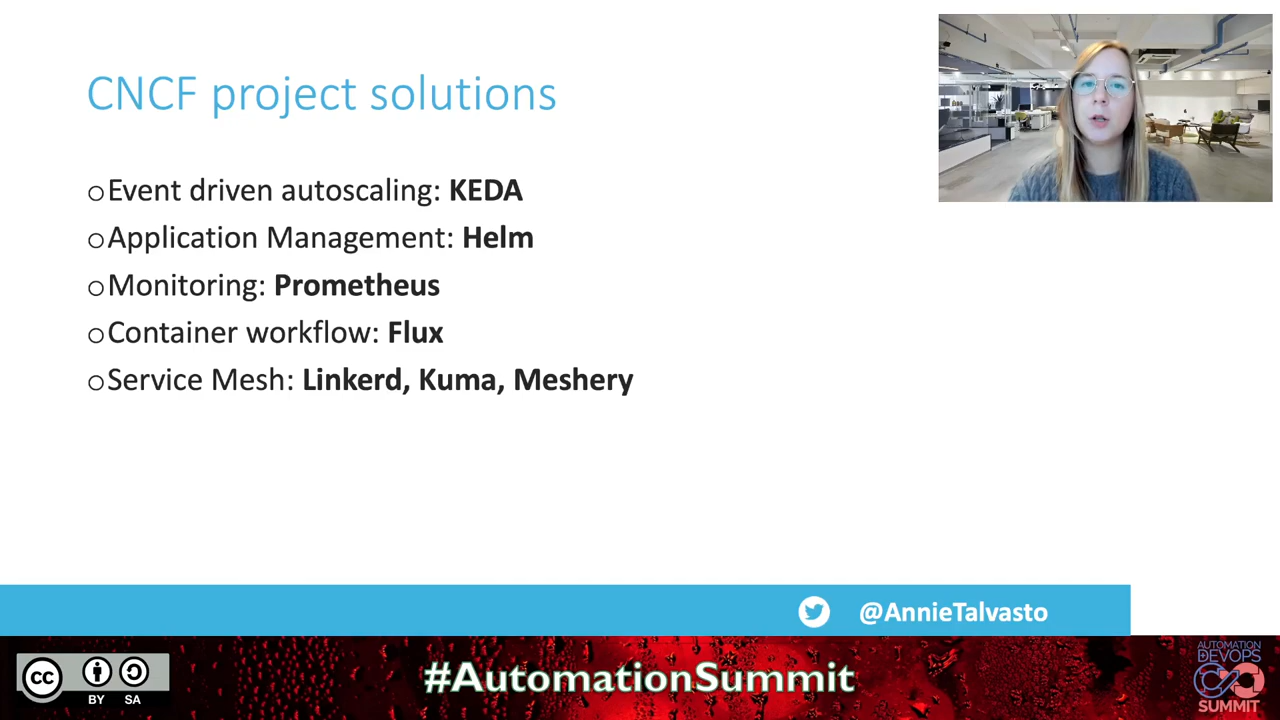 CNCF project solutions
Event driven autoscaling: KEDA
Application Management: Helm
Monitoring: Prometheus
Container workflow: Flux
Service Mesh: Linkerd, Kuma, Meshery
@AnnieTalvasto
cc
BY SA
#AutomationSummit
AUTOMATION
DEVOPS
SUMMIT